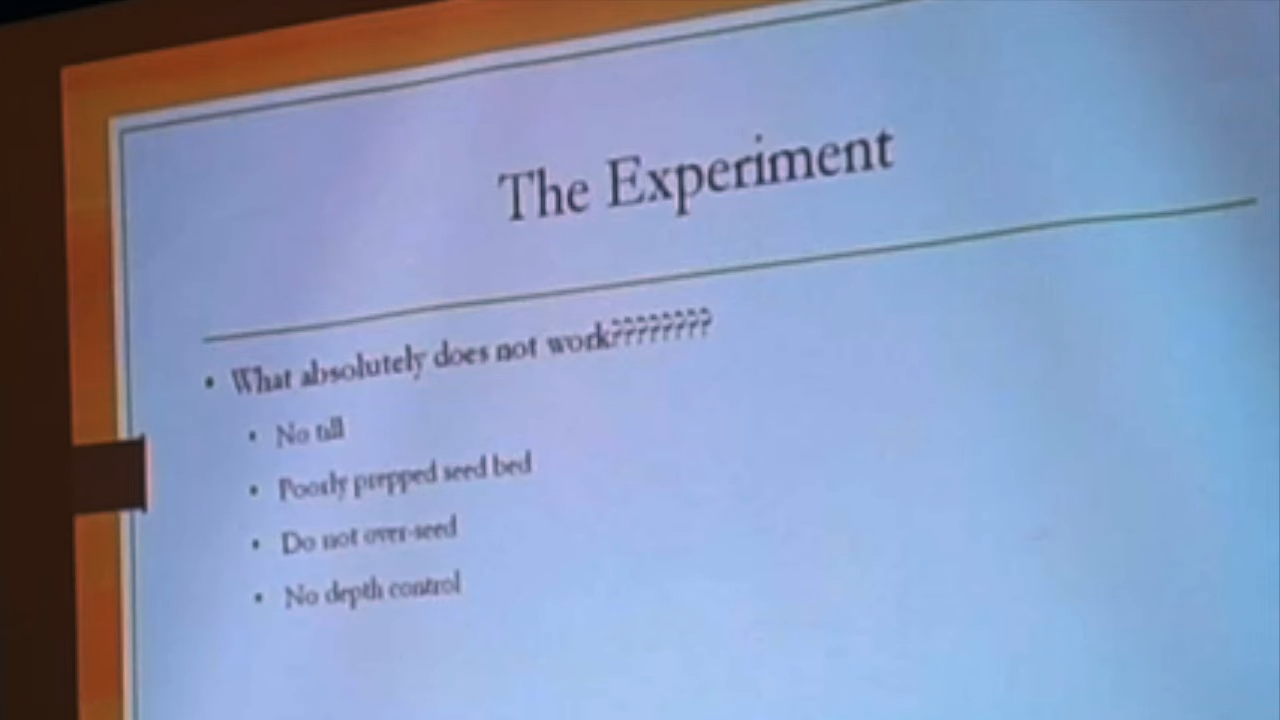 The Experiment
• What absolutely does not work????????
• No till
• Poorly prepped seed bed
• Do not over-seed
• No depth control